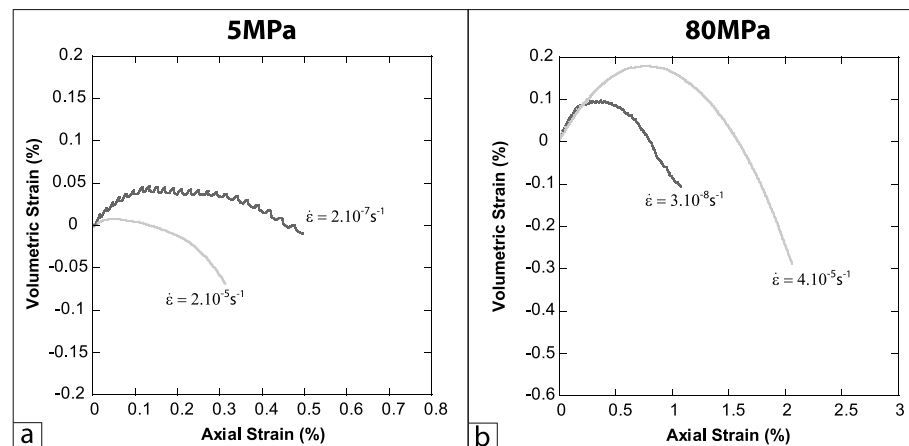 5MPa
0.2
0.15
0.1
0.05
0
-0.05
-0.1
-0.15
-0.2
Volumetric Strain (%)
ε̇ = 2.10⁻⁷s⁻¹
ε̇ = 2.10⁻⁵s⁻¹
0 0.1 0.2 0.3 0.4 0.5 0.6 0.7 0.8
Axial Strain (%)
a
80MPa
0.2
0.1
0
-0.1
-0.2
-0.3
-0.4
-0.5
-0.6
Volumetric Strain (%)
ε̇ = 3.10⁻⁸s⁻¹
ε̇ = 4.10⁻⁵s⁻¹
0 0.5 1 1.5 2 2.5 3
Axial Strain (%)
b